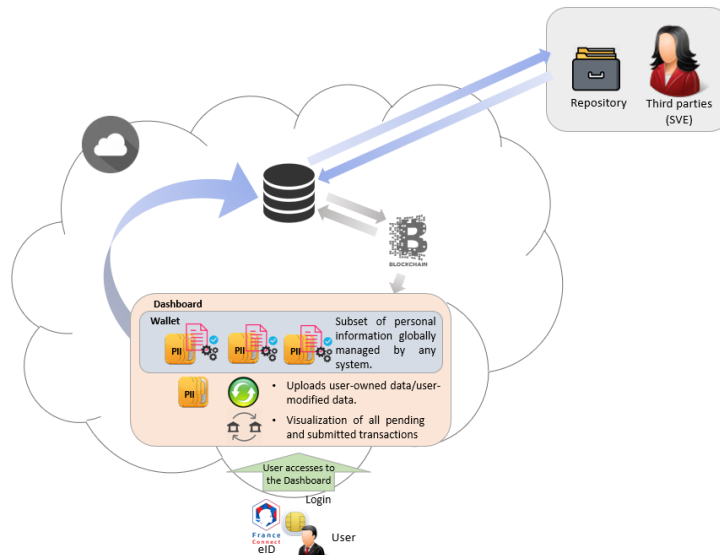 Repository
Third parties
(SVE)
BLOCKCHAIN
Dashboard
Wallet
PII
PII
PII
Subset of personal
information globally
managed by any
system.
PII
• Uploads user-owned data/user-
modified data.
• Visualization of all pending
and submitted transactions
User accesses to
the Dashboard
Login
France
Connect
eID
User